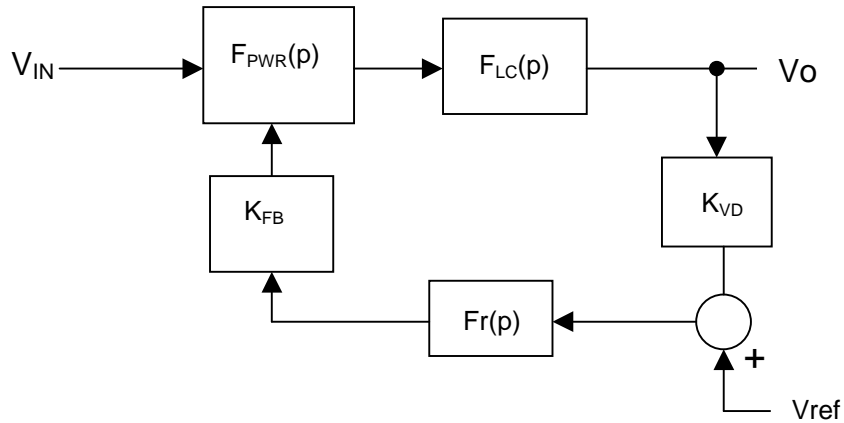 V_IN
F_PWR(p)
F_LC(p)
Vo
K_FB
K_VD
Fr(p)
+
Vref